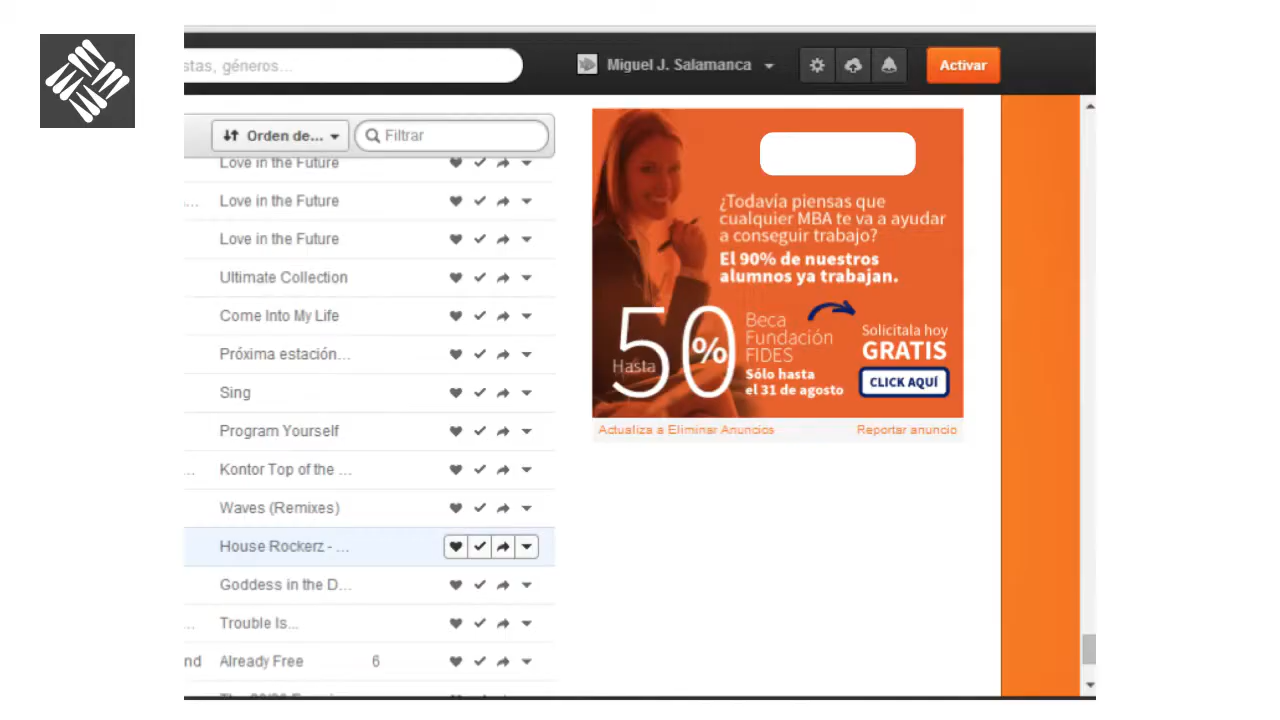 stas, géneros...
Miguel J. Salamanca
Activar
Orden de...
Filtrar
Love in the Future
... Love in the Future
Love in the Future
Ultimate Collection
Come Into My Life
Próxima estación...
Sing
Program Yourself
... Kontor Top of the ...
Waves (Remixes)
House Rockerz - ...
Goddess in the D...
... Trouble Is...
nd Already Free 6
¿Todavía piensas que
cualquier MBA te va a ayudar
a conseguir trabajo?
El 90% de nuestros
alumnos ya trabajan.
Hasta 50%
Beca
Fundación
FIDES
Sólo hasta
el 31 de agosto
Solicitala hoy
GRATIS
CLICK AQUÍ
Actualiza a Eliminar Anuncios
Reportar anuncio